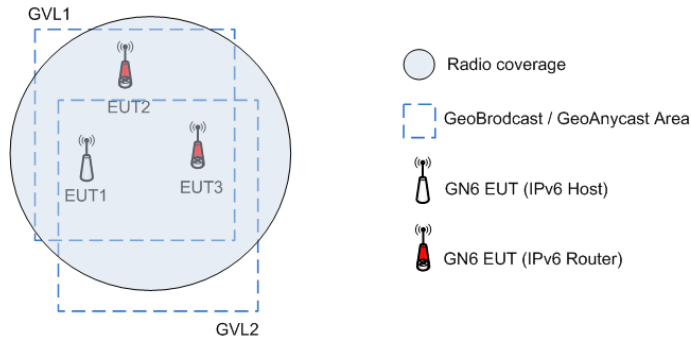 GVL1
EUT2
EUT1
EUT3
GVL2
Radio coverage
GeoBrodcast / GeoAnycast Area
GN6 EUT (IPv6 Host)
GN6 EUT (IPv6 Router)